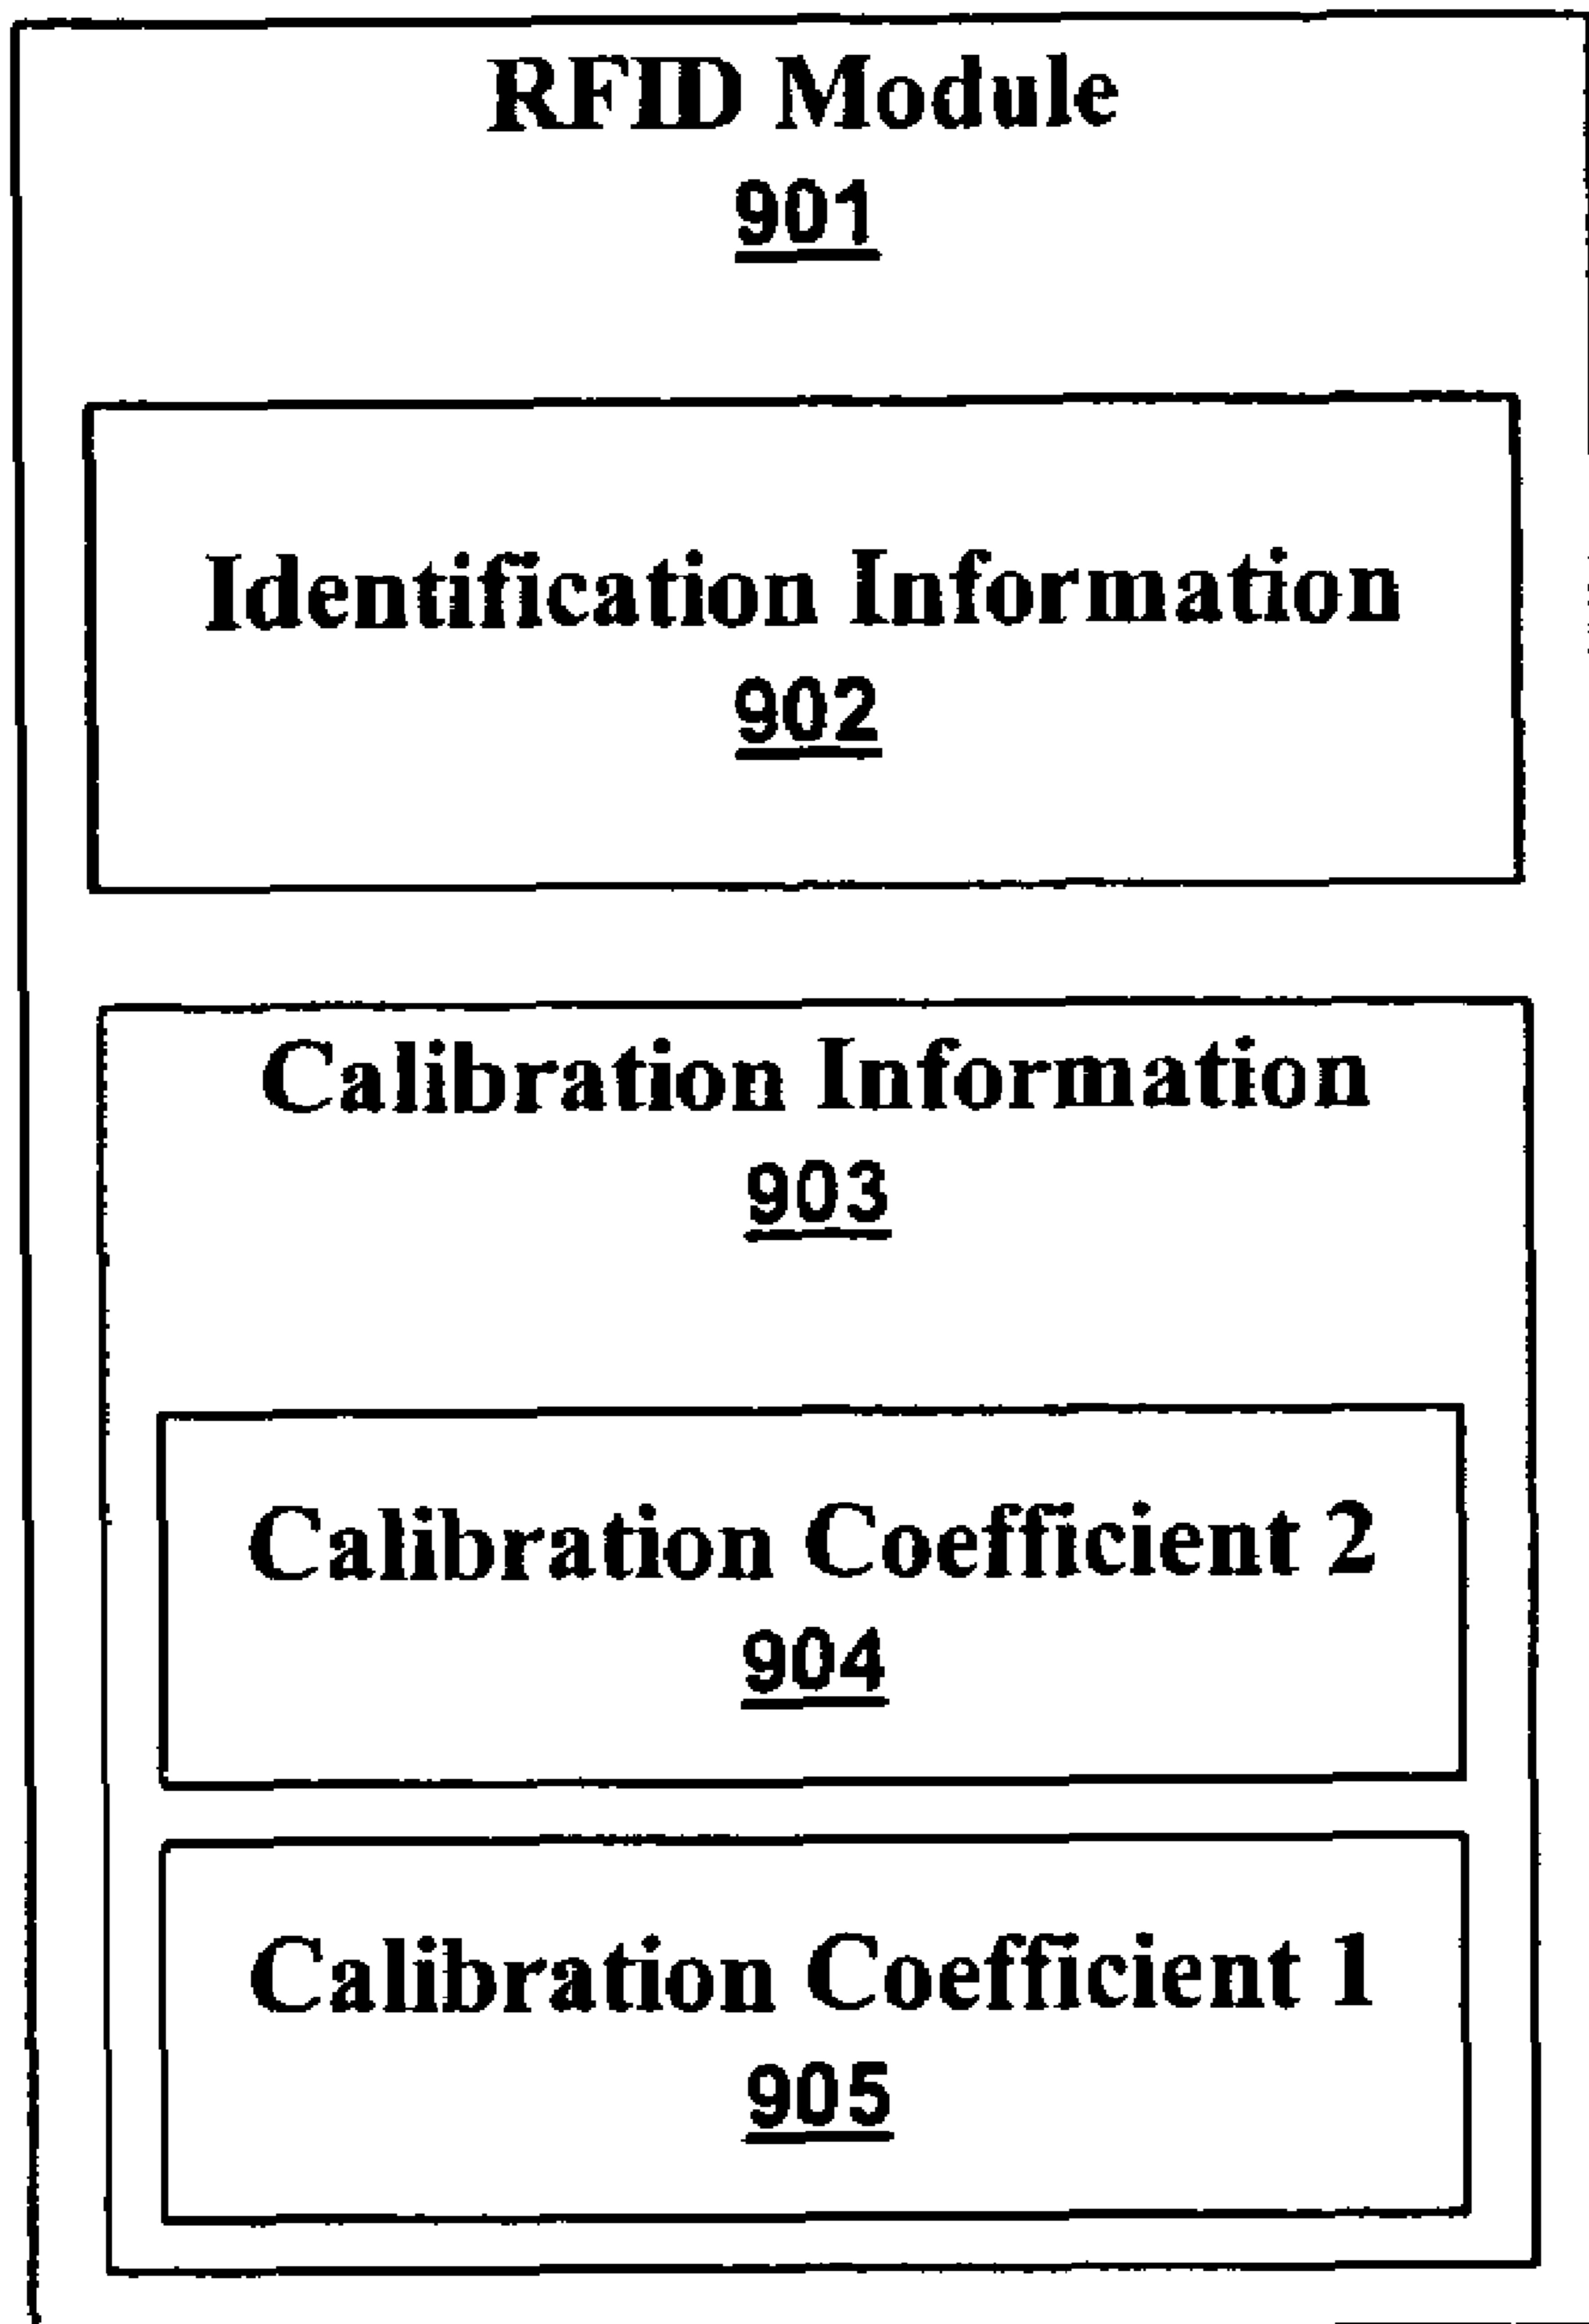 RFID Module
901
Identification Information
902
Calibration Information
903
Calibration Coefficient 2
904
Calibration Coefficient 1
905